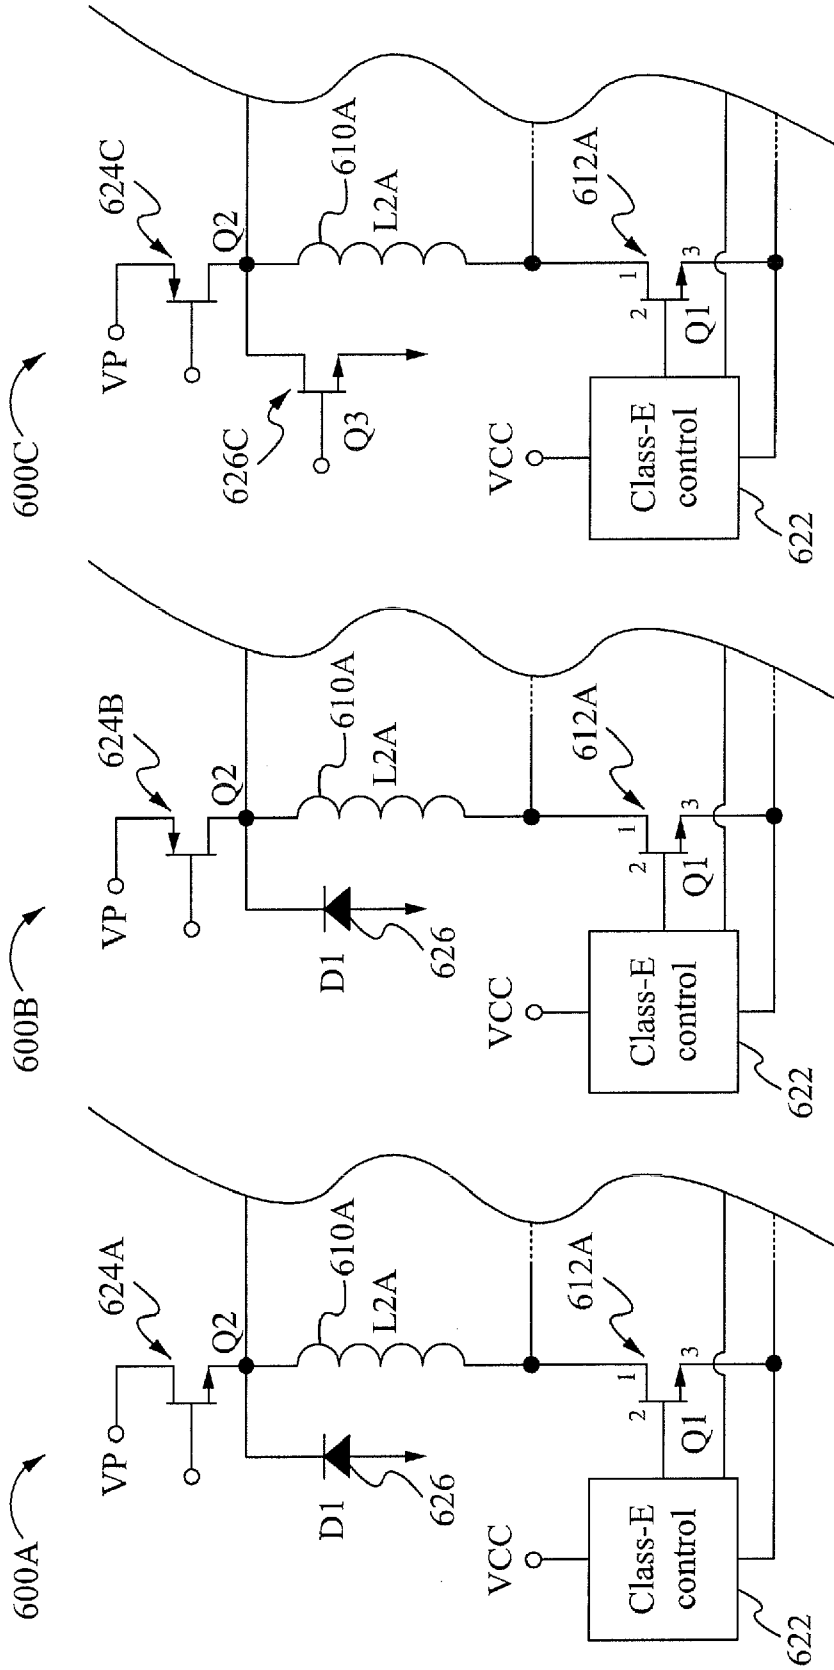 600A
VP
624A
Q2
610A
L2A
D1
626
VCC
612A
1
2
3
Q1
Class-E
control
622
600B
VP
624B
Q2
610A
L2A
D1
626
VCC
612A
1
2
3
Q1
Class-E
control
622
600C
VP
624C
Q2
610A
L2A
626C
Q3
VCC
612A
1
2
3
Q1
Class-E
control
622